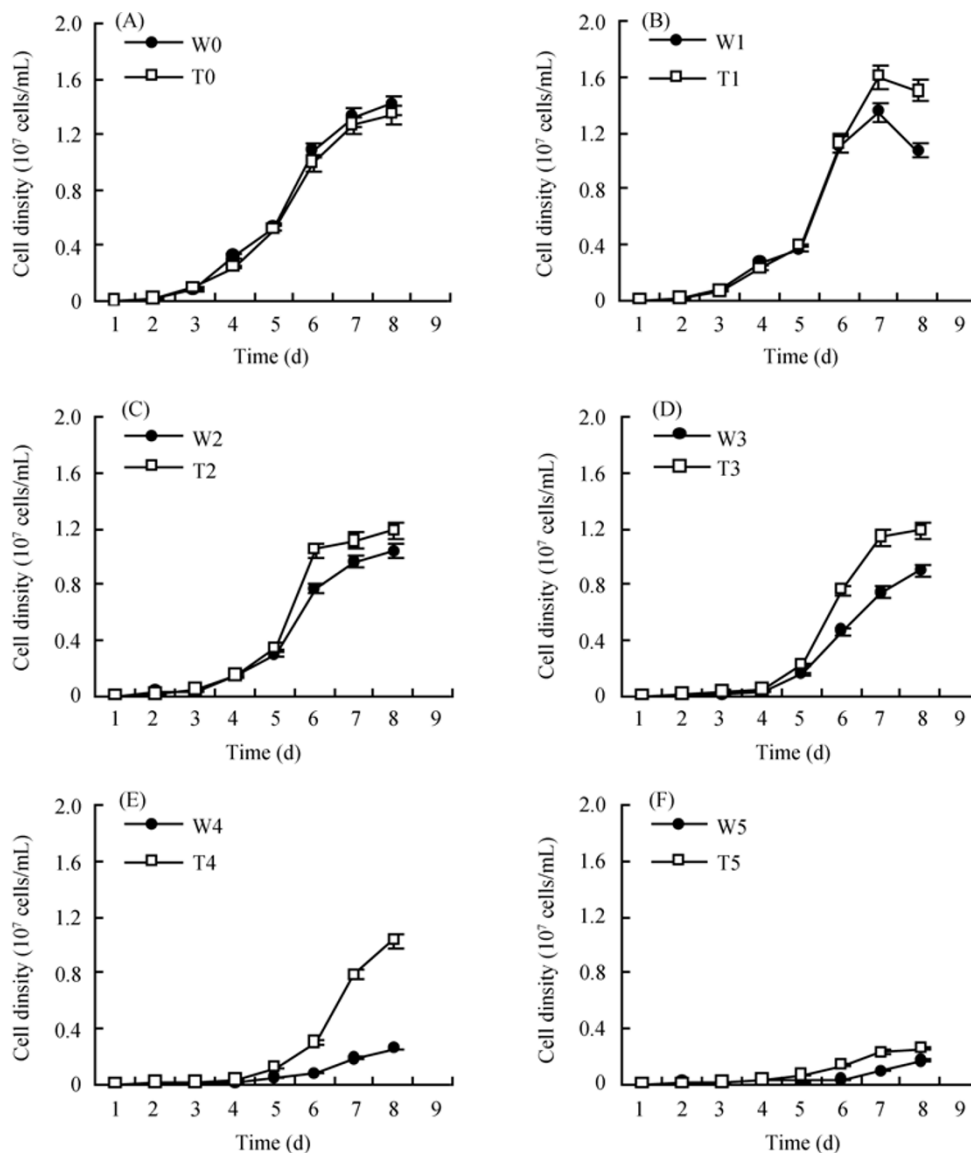 (A)
W0
T0
Cell dinsity (10⁷ cells/mL)
2.0
1.6
1.2
0.8
0.4
0
1 2 3 4 5 6 7 8 9
Time (d)
(B)
W1
T1
Cell dinsity (10⁷ cells/mL)
2.0
1.6
1.2
0.8
0.4
0
1 2 3 4 5 6 7 8 9
Time (d)
(C)
W2
T2
Cell dinsity (10⁷ cells/mL)
2.0
1.6
1.2
0.8
0.4
0
1 2 3 4 5 6 7 8 9
Time (d)
(D)
W3
T3
Cell dinsity (10⁷ cells/mL)
2.0
1.6
1.2
0.8
0.4
0
1 2 3 4 5 6 7 8 9
Time (d)
(E)
W4
T4
Cell dinsity (10⁷ cells/mL)
2.0
1.6
1.2
0.8
0.4
0
1 2 3 4 5 6 7 8 9
Time (d)
(F)
W5
T5
Cell dinsity (10⁷ cells/mL)
2.0
1.6
1.2
0.8
0.4
0
1 2 3 4 5 6 7 8 9
Time (d)